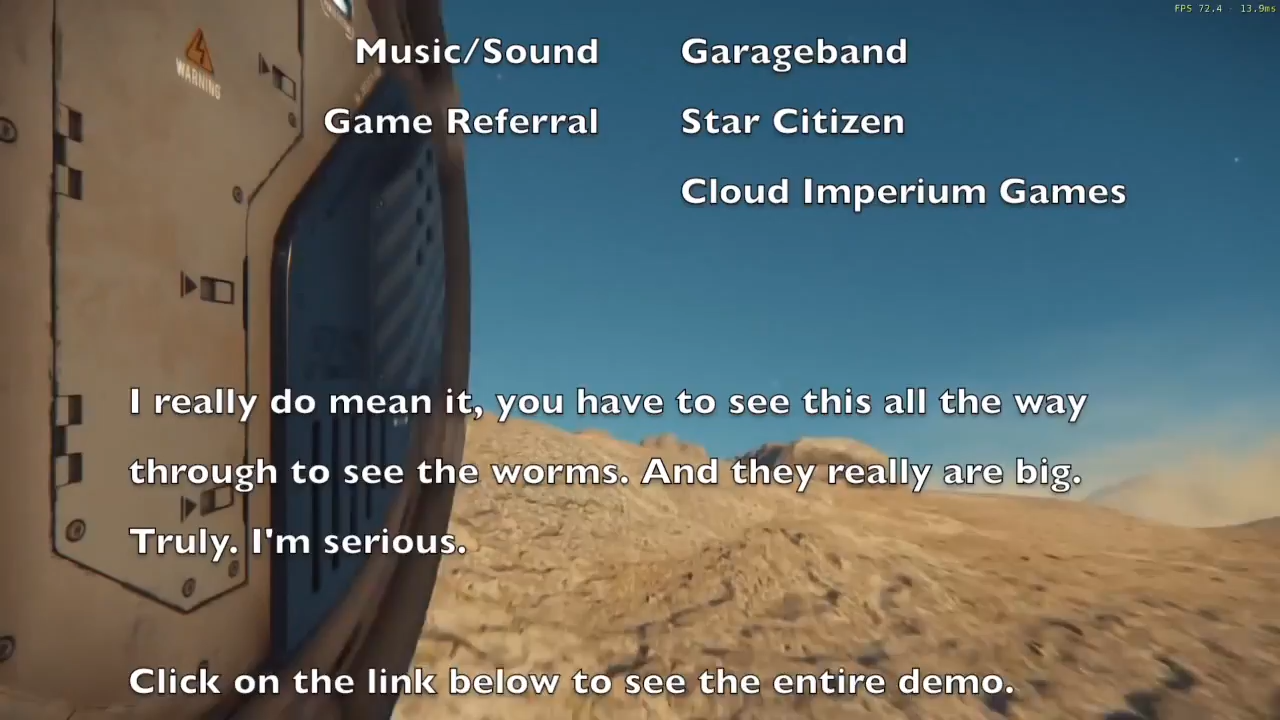 FPS 72.4 - 13.9ms
WARNING
Music/Sound Garageband
Game Referral Star Citizen
Cloud Imperium Games
I really do mean it, you have to see this all the way
through to see the worms. And they really are big.
Truly. I'm serious.
Click on the link below to see the entire demo.